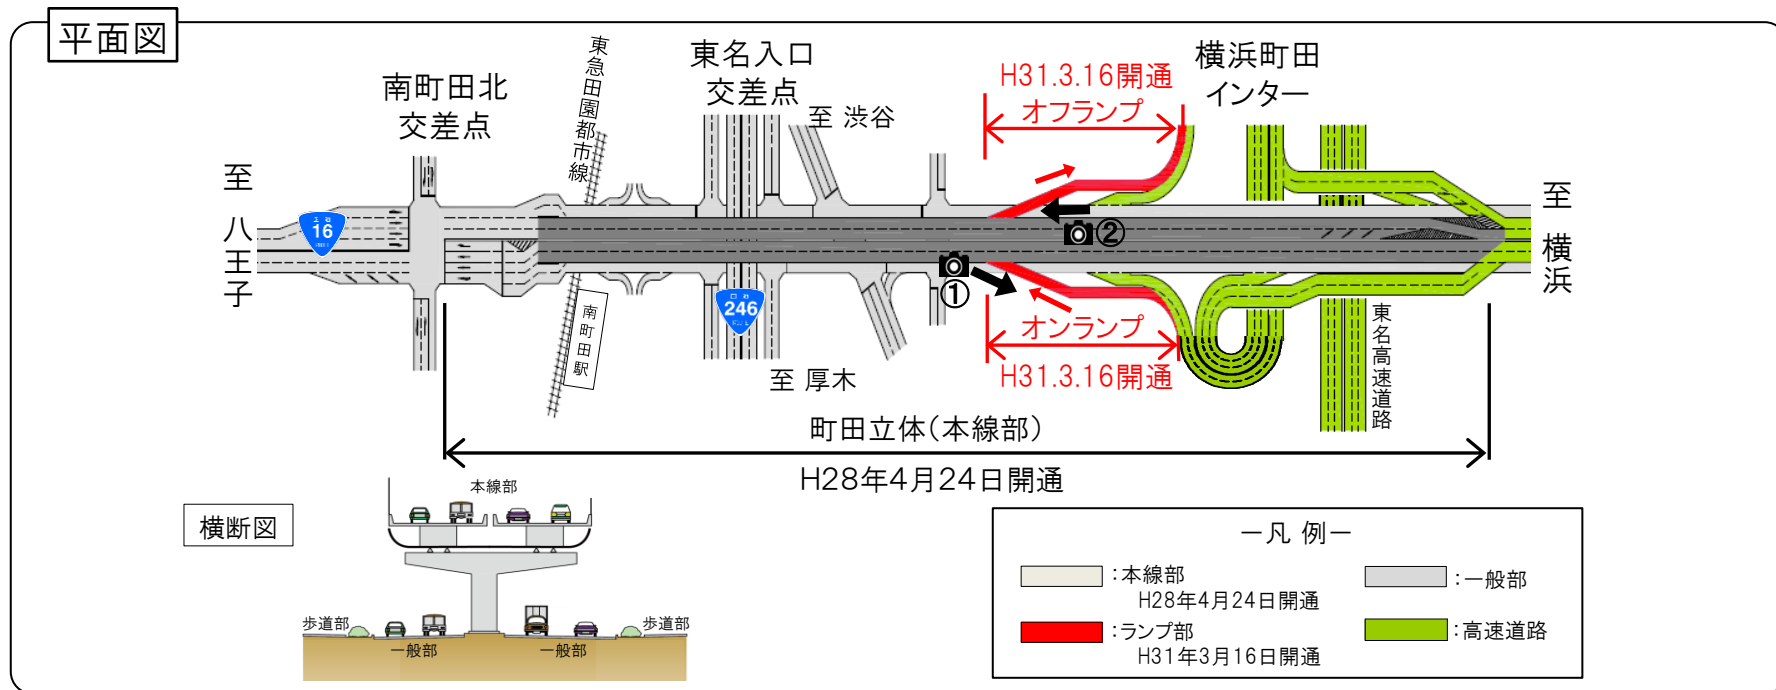 平面図
南町田北
交差点
東急田園都市線
東名入口
交差点
至 渋谷
H31.3.16開通
オフランプ
横浜町田
インター
至 八王子
16
246
南町田駅
①
②
至 横浜
オンランプ
H31.3.16開通
至 厚木
東名高速道路
町田立体(本線部)
H28年4月24日開通
横断図
本線部
歩道部
一般部
一般部
歩道部
ー凡 例ー
:本線部
H28年4月24日開通
:一般部
:ランプ部
H31年3月16日開通
:高速道路